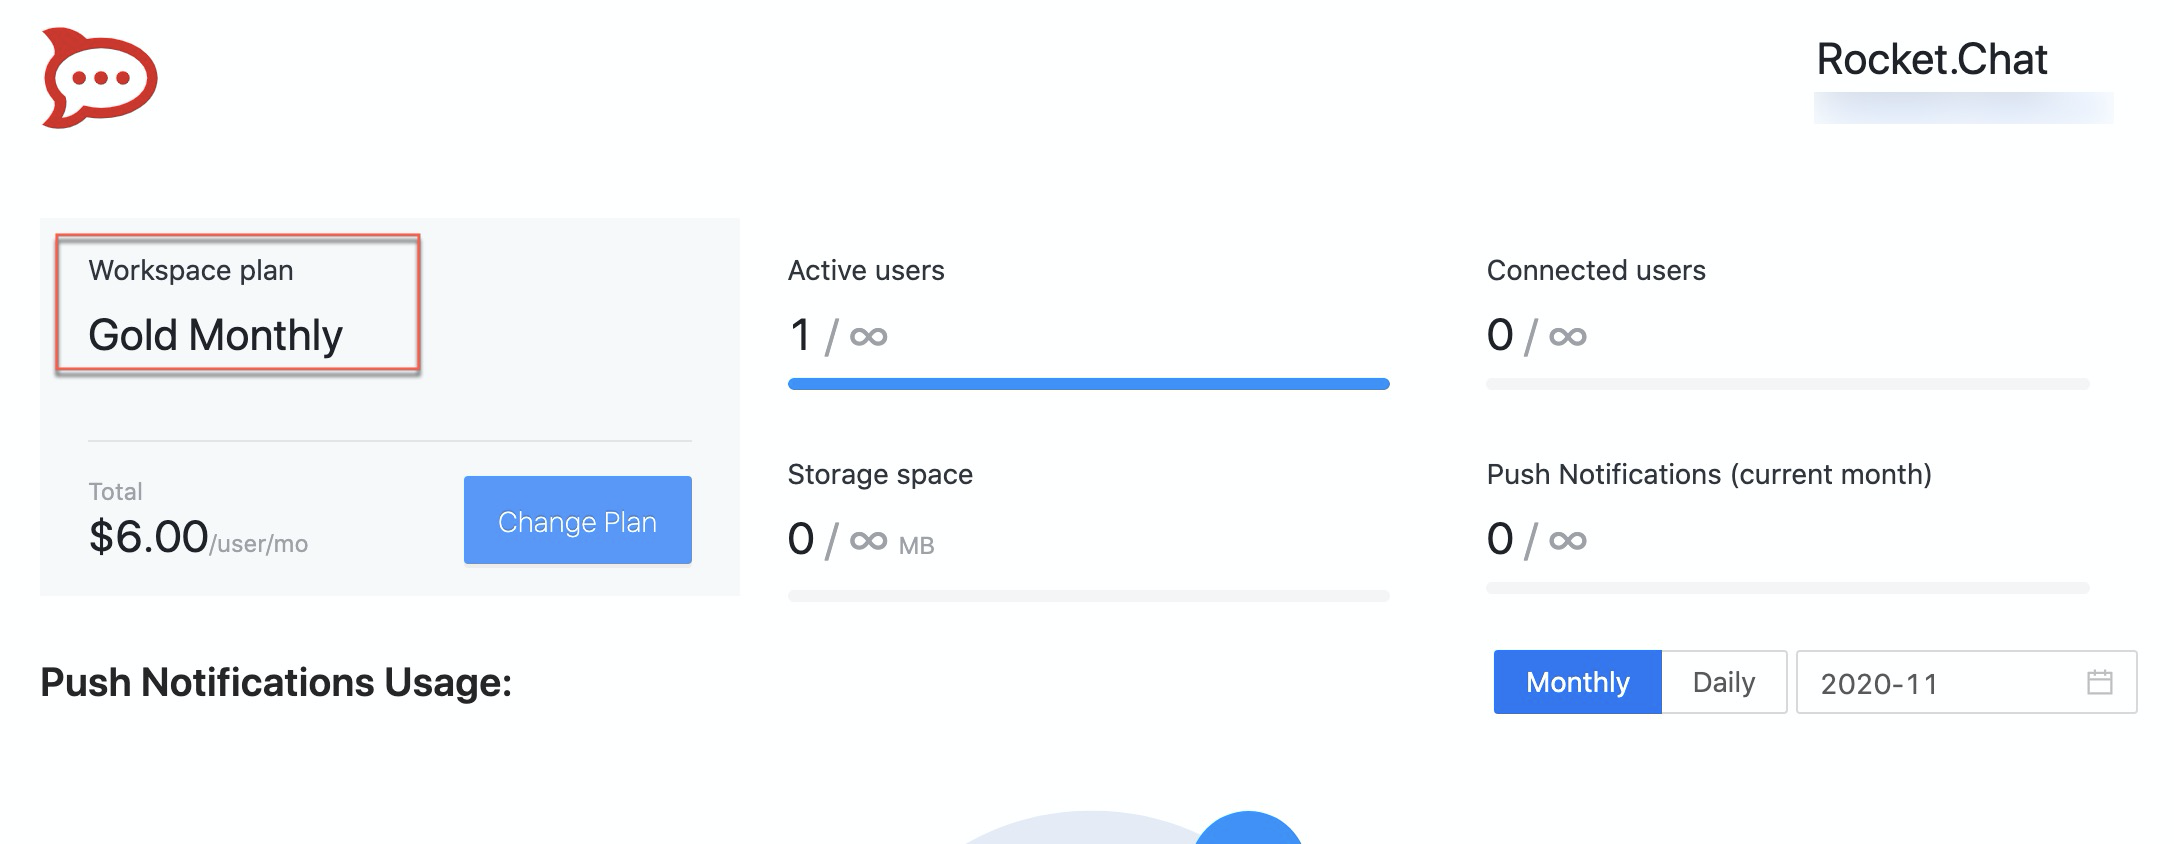 Rocket.Chat
Workspace plan
Gold Monthly
Total
$6.00/user/mo
Change Plan
Active users
1 / ∞
Connected users
0 / ∞
Storage space
0 / ∞ MB
Push Notifications (current month)
0 / ∞
Push Notifications Usage:
Monthly
Daily
2020-11